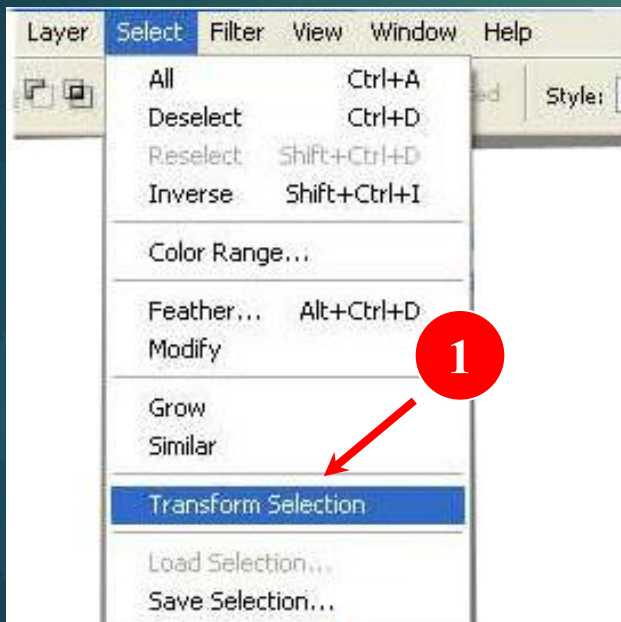 Layer Select Filter View Window Help
Style:
All Ctrl+A
Deselect Ctrl+D
Reselect Shift+Ctrl+D
Inverse Shift+Ctrl+I
Color Range...
Feather... Alt+Ctrl+D
Modify
1
Grow
Similar
Transform Selection
Load Selection...
Save Selection...